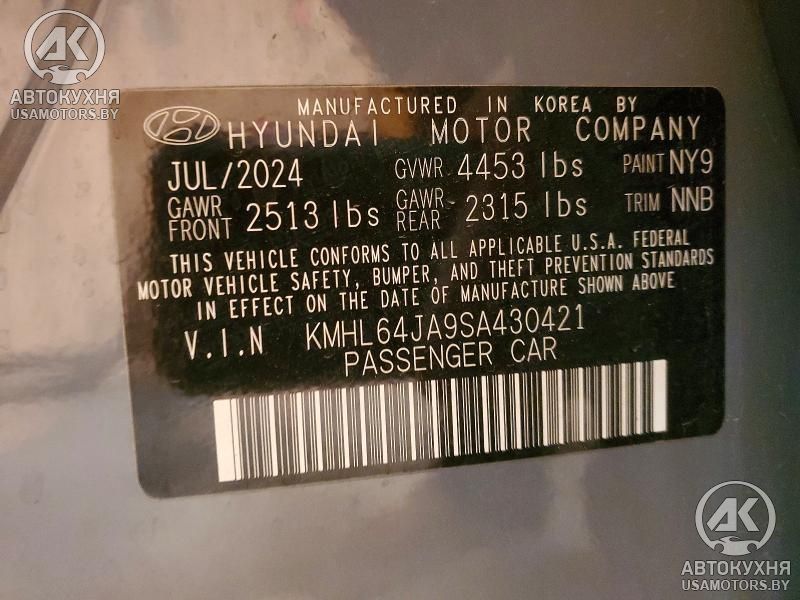 АК
АВТОКУХНЯ
USAMOTORS.BY
MANUFACTURED IN KOREA BY
HYUNDAI MOTOR COMPANY
JUL/2024 GVWR 4453 lbs PAINT NY9
GAWR FRONT 2513 lbs GAWR REAR 2315 lbs TRIM NNB
THIS VEHICLE CONFORMS TO ALL APPLICABLE U.S.A. FEDERAL
MOTOR VEHICLE SAFETY, BUMPER, AND THEFT PREVENTION STANDARDS
IN EFFECT ON THE DATE OF MANUFACTURE SHOWN ABOVE
V.I.N KMHL64JA9SA430421
PASSENGER CAR
АК
АВТОКУХНЯ
USAMOTORS.BY